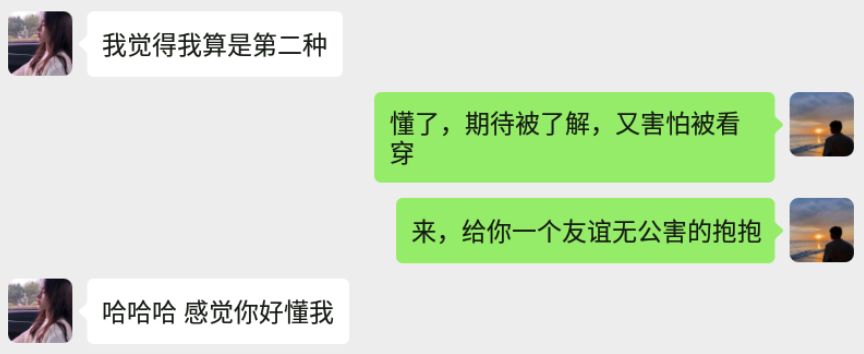 我觉得我算是第二种
懂了，期待被了解，又害怕被看
穿
来，给你一个友谊无公害的抱抱
哈哈哈 感觉你好懂我